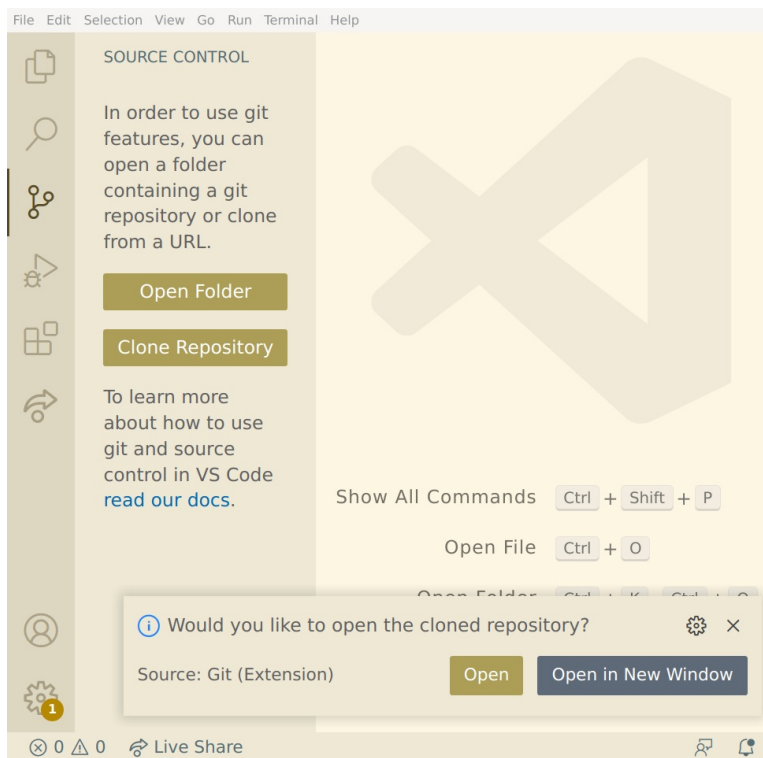 File Edit Selection View Go Run Terminal Help
SOURCE CONTROL
In order to use git
features, you can
open a folder
containing a git
repository or clone
from a URL.
Open Folder
Clone Repository
To learn more
about how to use
git and source
control in VS Code
read our docs.
Show All Commands Ctrl + Shift + P
Open File Ctrl + O
Open Folder Ctrl + K Ctrl + O
Would you like to open the cloned repository?
Source: Git (Extension) Open Open in New Window
1
0 0 Live Share